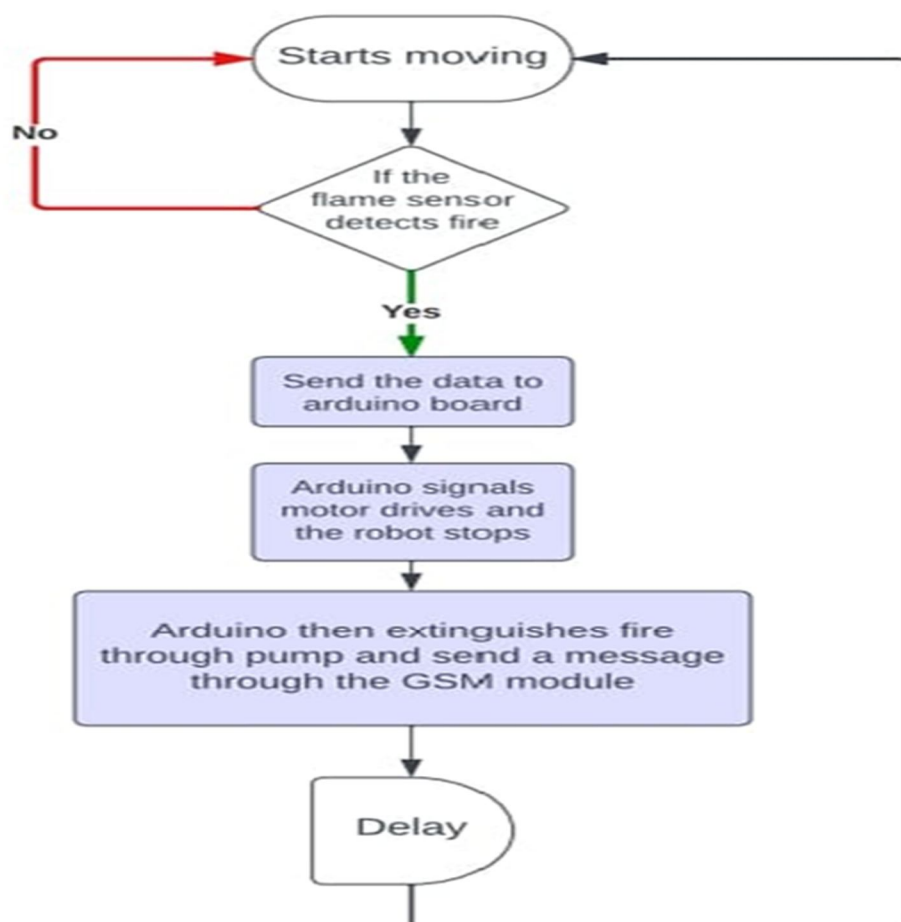 Starts moving
No
If the
flame sensor
detects fire
Yes
Send the data to
arduino board
Arduino signals
motor drives and
the robot stops
Arduino then extinguishes fire
through pump and send a message
through the GSM module
Delay